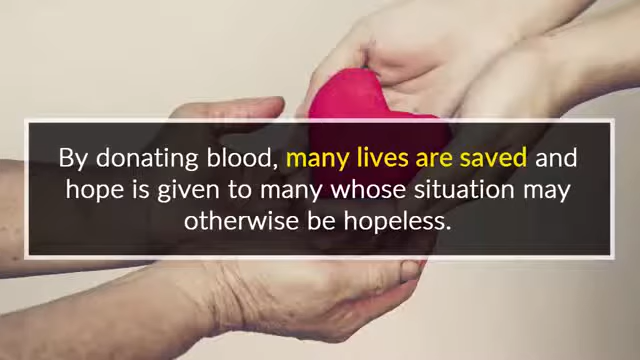 By donating blood, many lives are saved and
hope is given to many whose situation may
otherwise be hopeless.